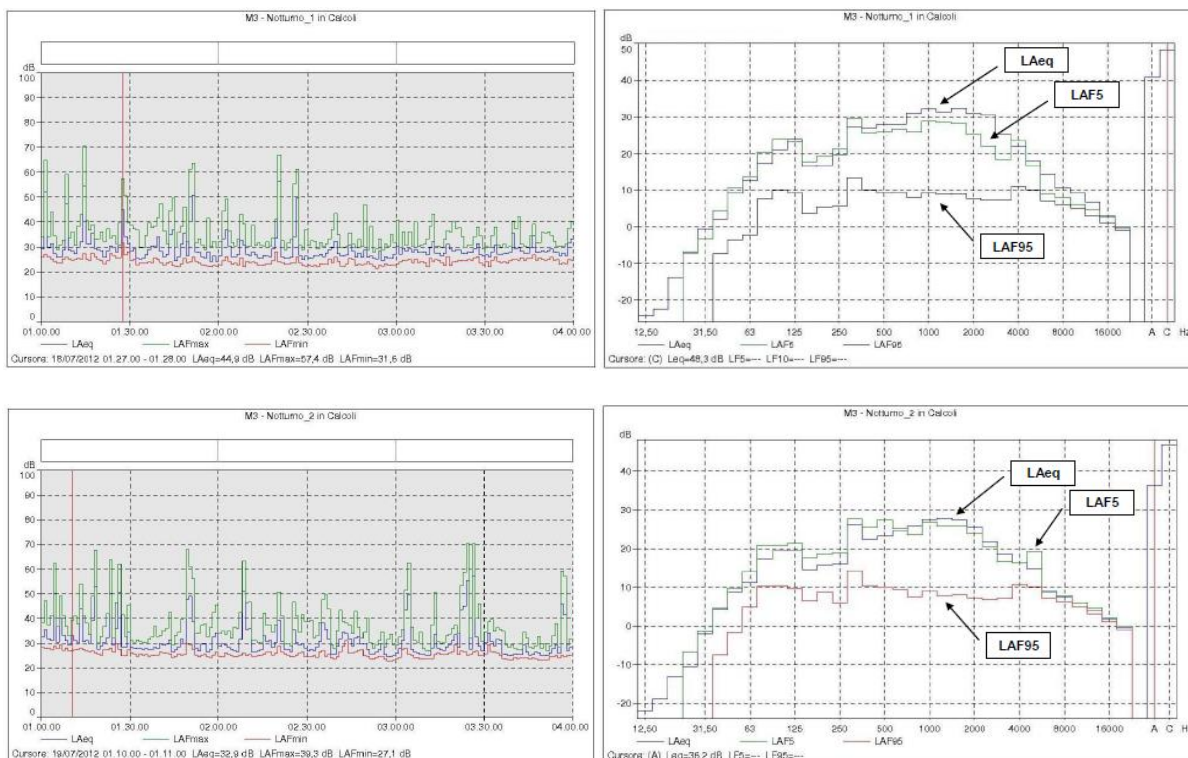 M3 - Notturno_1 in Calcoli
dB
100
90
80
70
60
50
40
30
20
10
0
01.00.00 01.30.00 02.00.00 02.30.00 03.00.00 03.30.00 04.00.00
LAeq LAFmax LAFmin
Cursore: 18/07/2012 01.27.00 - 01.28.00 LAeq=44,9 dB LAFmax=57,4 dB LAFmin=31,6 dB
M3 - Notturno_1 in Calcoli
dB
50
40
30
20
10
0
-10
-20
LAeq
LAF5
LAF95
12,50 31,50 63 125 250 500 1000 2000 4000 8000 16000 A C Hz
LAeq LAF5 LAF95
Cursore: (C) Leq=48,3 dB LF5=--- LF10=--- LF95=---
M3 - Notturno_2 in Calcoli
dB
100
90
80
70
60
50
40
30
20
10
0
01.00.00 01.30.00 02.00.00 02.30.00 03.00.00 03.30.00 04.00.00
LAeq LAFmax LAFmin
Cursore: 19/07/2012 01.10.00 - 01.11.00 LAeq=32,9 dB LAFmax=39,3 dB LAFmin=27,1 dB
M3 - Notturno_2 in Calcoli
dB
40
30
20
10
0
-10
-20
LAeq
LAF5
LAF95
12,50 31,50 63 125 250 500 1000 2000 4000 8000 16000 A C Hz
LAeq LAF5 LAF95
Cursore: (A) Leq=36,2 dB LF5=--- LF95=---